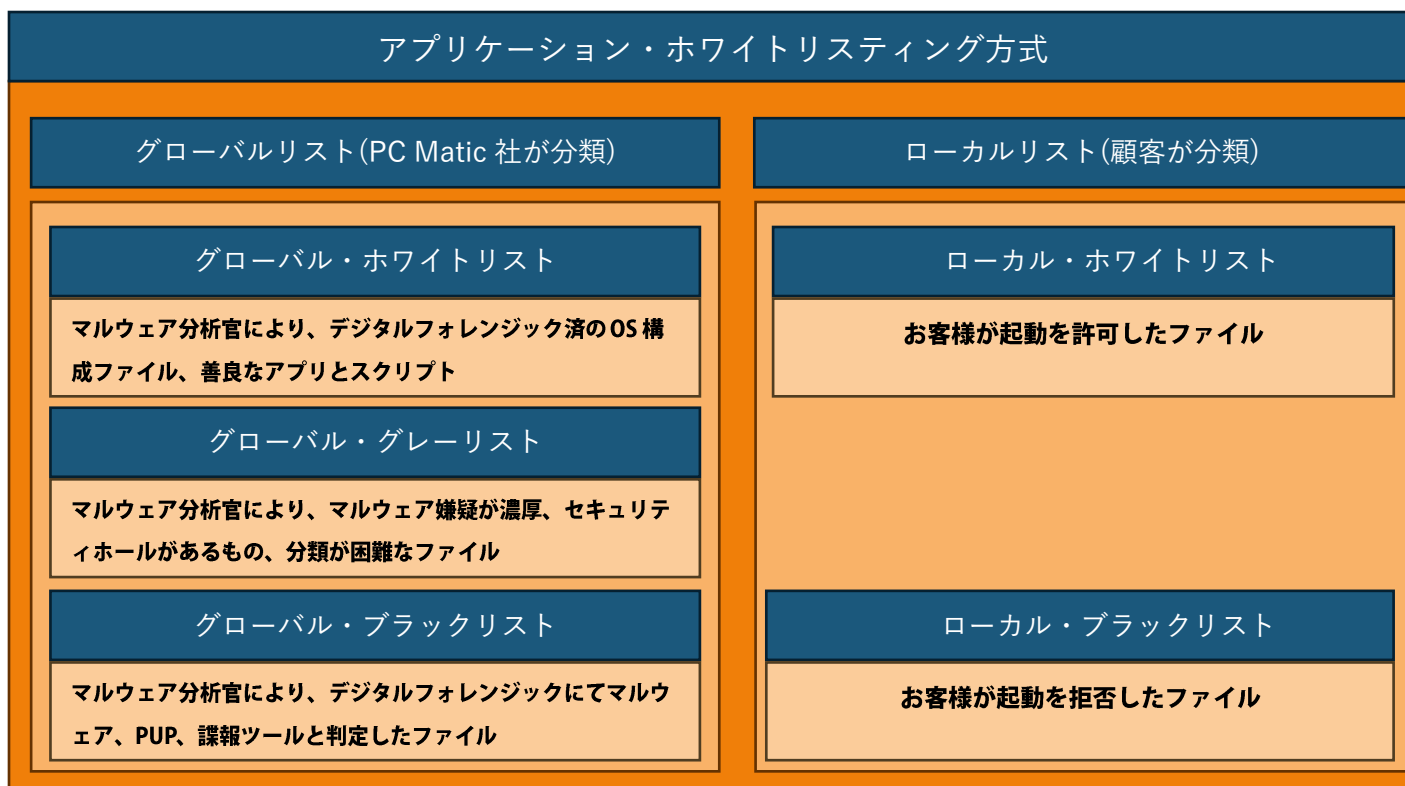 アプリケーション・ホワイトリスティング方式
グローバルリスト(PC Matic 社が分類)
グローバル・ホワイトリスト
マルウェア分析官により、デジタルフォレンジック済のOS 構
成ファイル、善良なアプリとスクリプト
グローバル・グレーリスト
マルウェア分析官により、マルウェア嫌疑が濃厚、セキュリテ
ィホールがあるもの、分類が困難なファイル
グローバル・ブラックリスト
マルウェア分析官により、デジタルフォレンジックにてマルウ
ェア、PUP、諜報ツールと判定したファイル
ローカルリスト(顧客が分類)
ローカル・ホワイトリスト
お客様が起動を許可したファイル
ローカル・ブラックリスト
お客様が起動を拒否したファイル